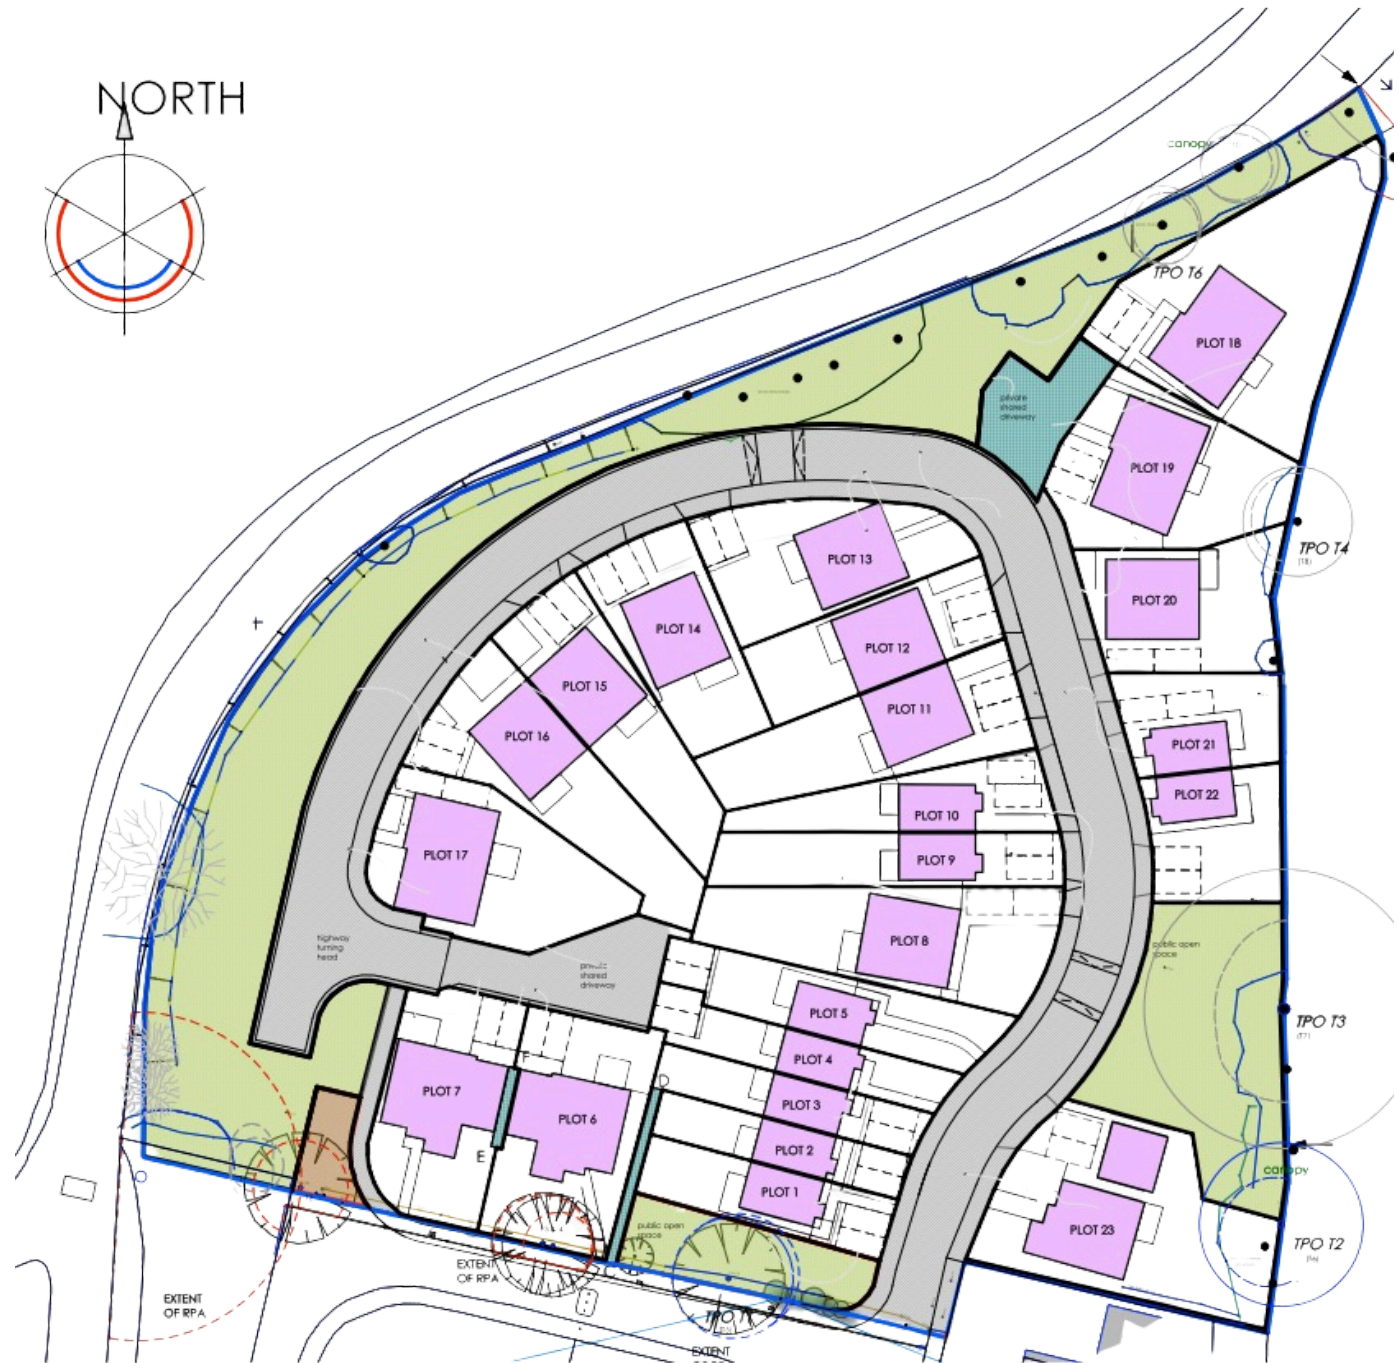 NORTH
canopy
TPO T6
PLOT 18
private
shared
driveway
PLOT 19
TPO T4
(18)
PLOT 13
PLOT 20
PLOT 14
PLOT 12
PLOT 15
PLOT 11
PLOT 16
PLOT 21
PLOT 22
PLOT 10
PLOT 17
PLOT 9
highway
turning
head
PLOT 8
public open
space
private
shared
driveway
PLOT 5
TPO T3
PLOT 4
F
D
PLOT 7
PLOT 3
PLOT 6
PLOT 2
E
canopy
PLOT 1
PLOT 23
public open
space
TPO T2
EXTENT
OF RPA
EXTENT
OF RPA
TPO
EXTENT